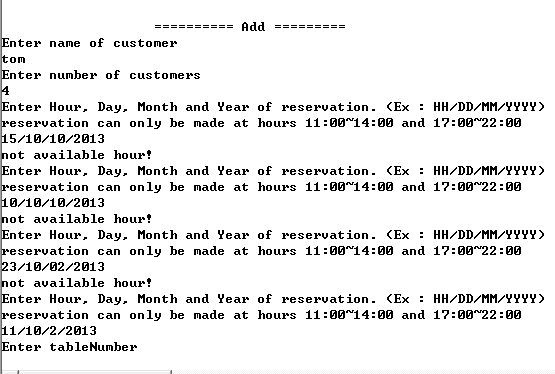 ========== Add =========
Enter name of customer
tom
Enter number of customers
4
Enter Hour, Day, Month and Year of reservation. (Ex : HH/DD/MM/YYYY)
reservation can only be made at hours 11:00~14:00 and 17:00~22:00
15/10/10/2013
not available hour!
Enter Hour, Day, Month and Year of reservation. (Ex : HH/DD/MM/YYYY)
reservation can only be made at hours 11:00~14:00 and 17:00~22:00
10/10/10/2013
not available hour!
Enter Hour, Day, Month and Year of reservation. (Ex : HH/DD/MM/YYYY)
reservation can only be made at hours 11:00~14:00 and 17:00~22:00
23/10/02/2013
not available hour!
Enter Hour, Day, Month and Year of reservation. (Ex : HH/DD/MM/YYYY)
reservation can only be made at hours 11:00~14:00 and 17:00~22:00
11/10/2/2013
Enter tableNumber